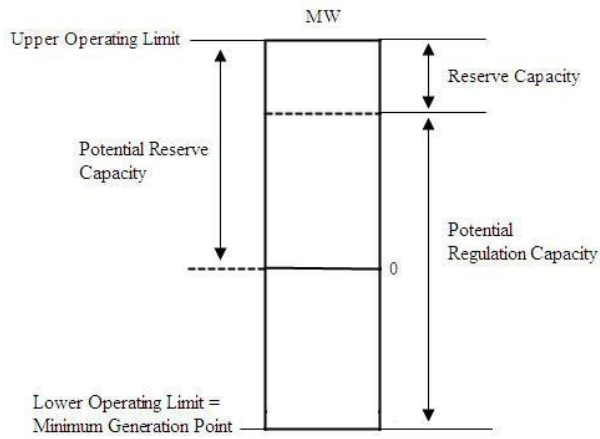 MW
Upper Operating Limit
Reserve Capacity
Potential Reserve
Capacity
Potential
Regulation Capacity
0
Lower Operating Limit =
Minimum Generation Point